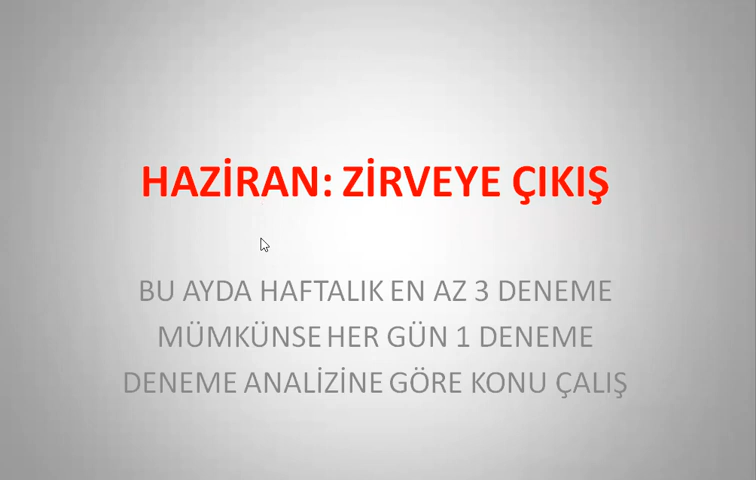 HAZİRAN: ZİRVEYE ÇIKIŞ
BU AYDA HAFTALIK EN AZ 3 DENEME
MÜMKÜNSE HER GÜN 1 DENEME
DENEME ANALİZİNE GÖRE KONU ÇALIŞ